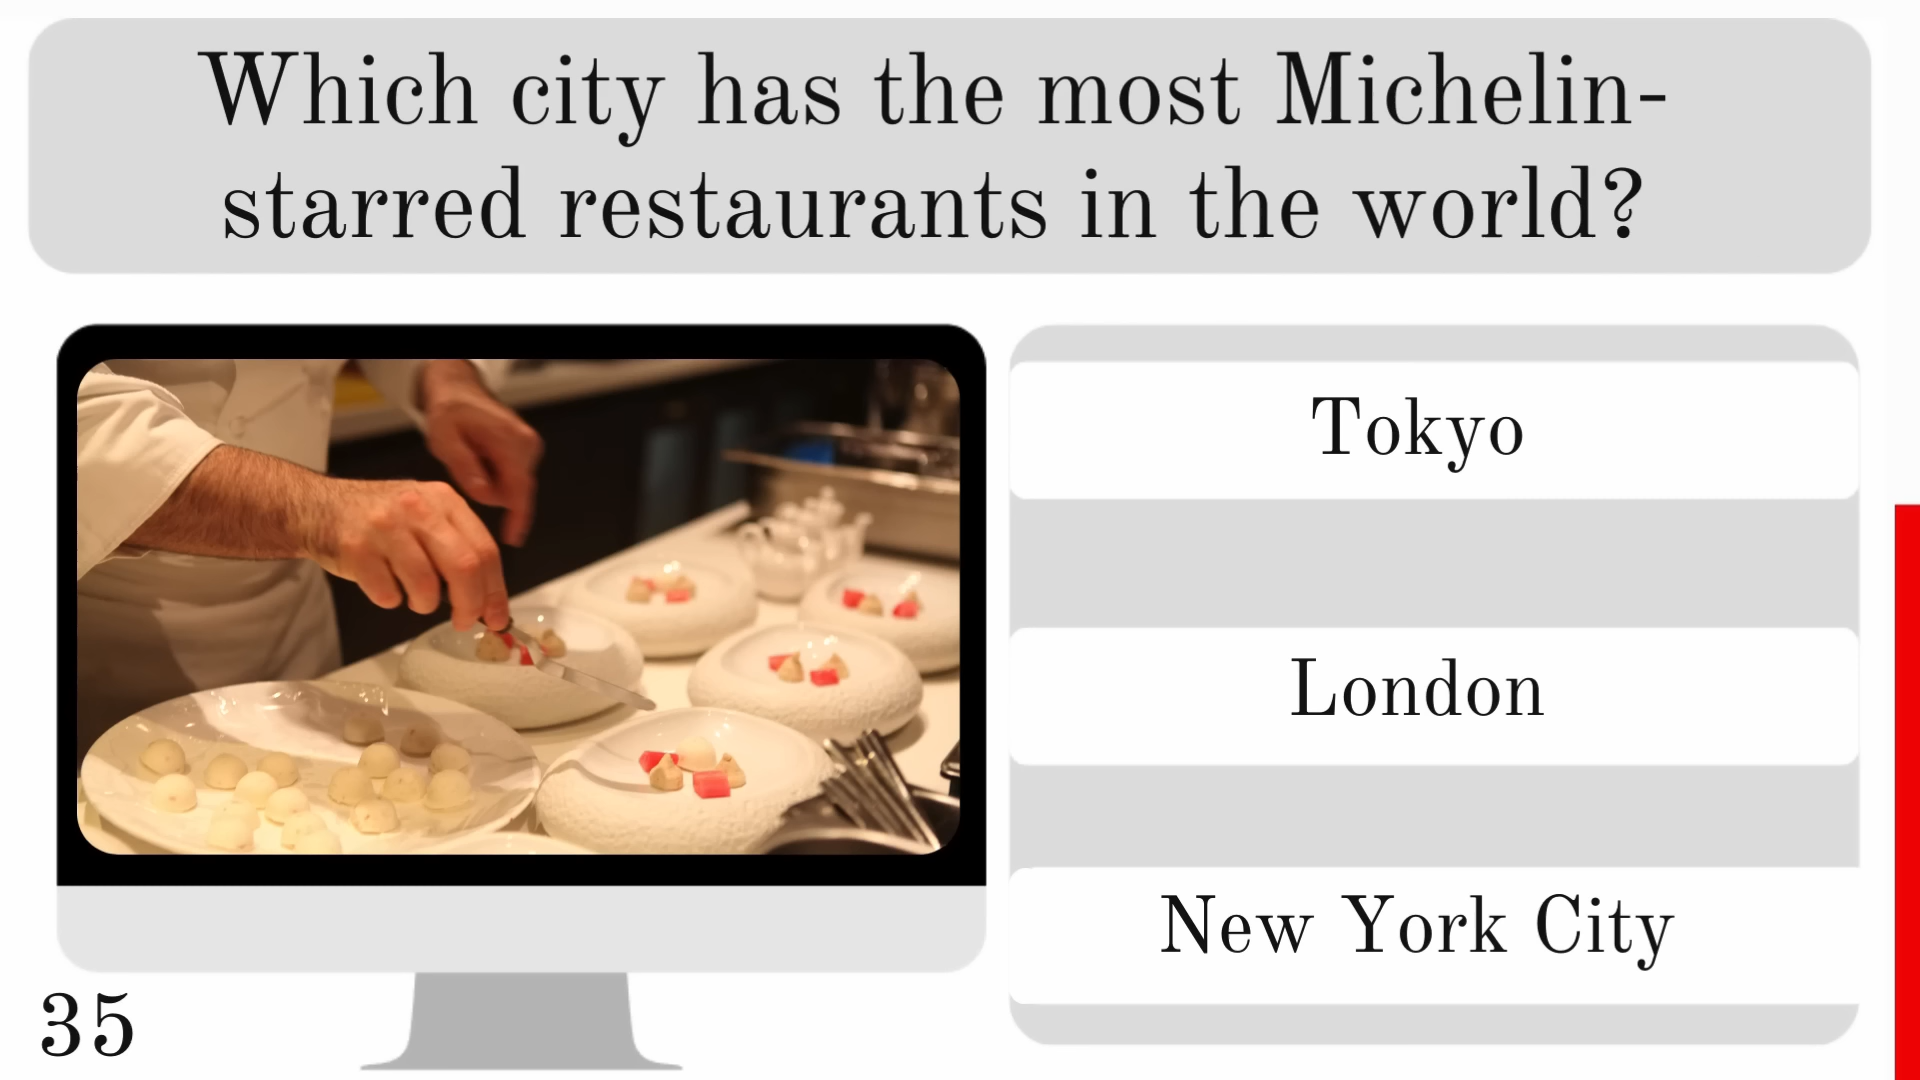 Which city has the most Michelin-
starred restaurants in the world?
Tokyo
London
New York City
35